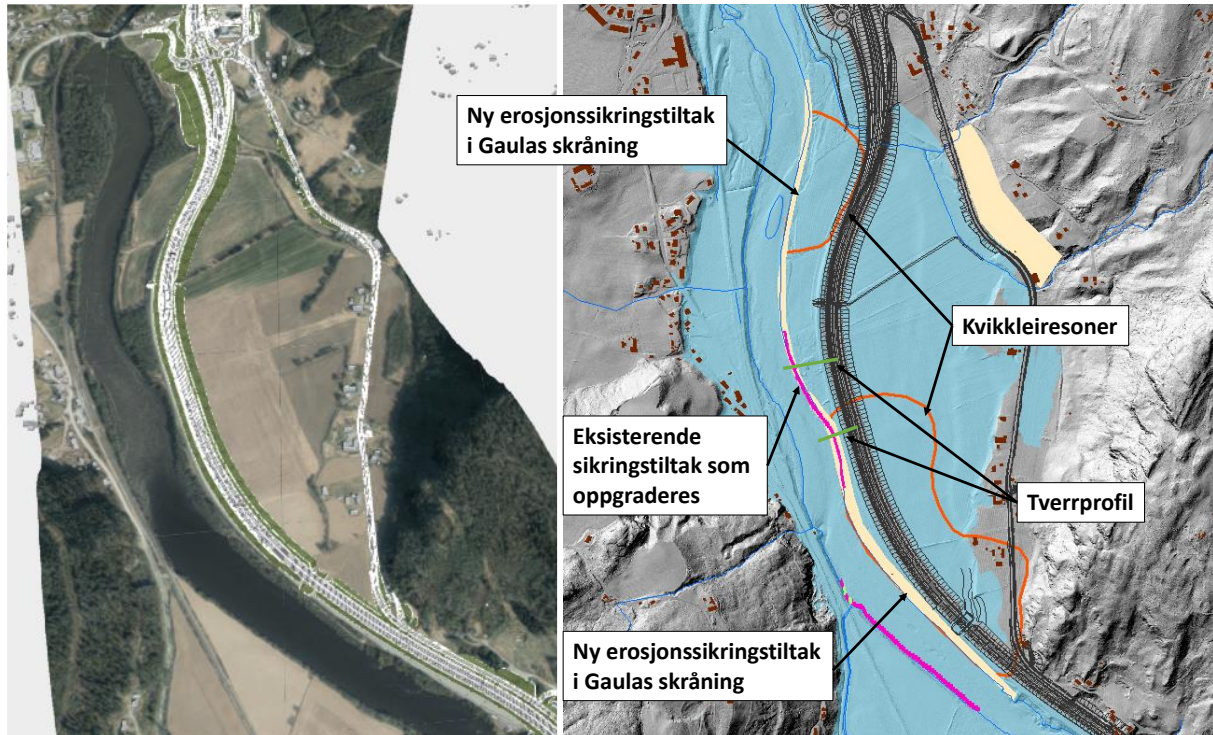 Ny erosjonssikringstiltak
i Gaulas skråning
Kvikkleiresoner
Eksisterende
sikringstiltak som
oppgraderes
Tverrprofil
Ny erosjonssikringstiltak
i Gaulas skråning